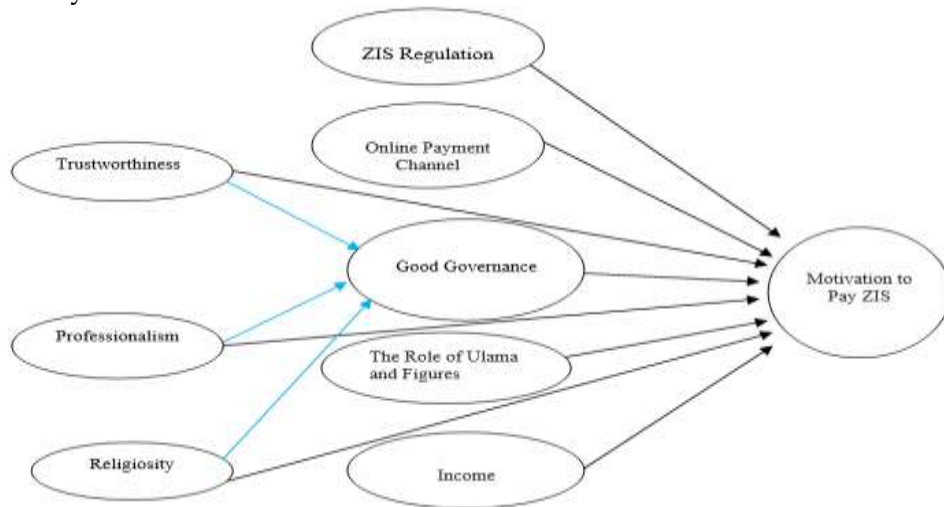 ZIS Regulation
Online Payment
Channel
Trustworthiness
Good Governance
Motivation to
Pay ZIS
Professionalism
The Role of Ulama
and Figures
Religiosity
Income